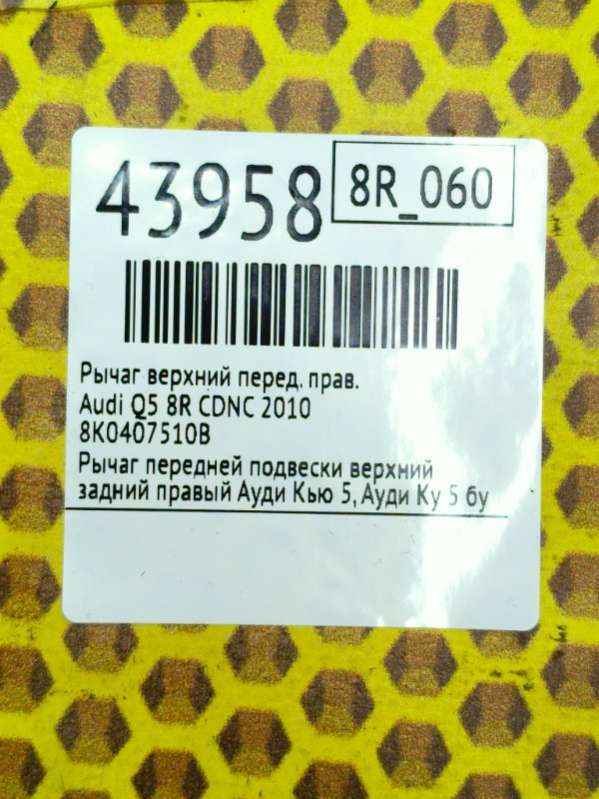 43958
8R_060
Рычаг верхний перед. прав.
Audi Q5 8R CDNC 2010
8K0407510B
Рычаг передней подвески верхний
задний правый Ауди Кью 5, Ауди Ку 5 бу